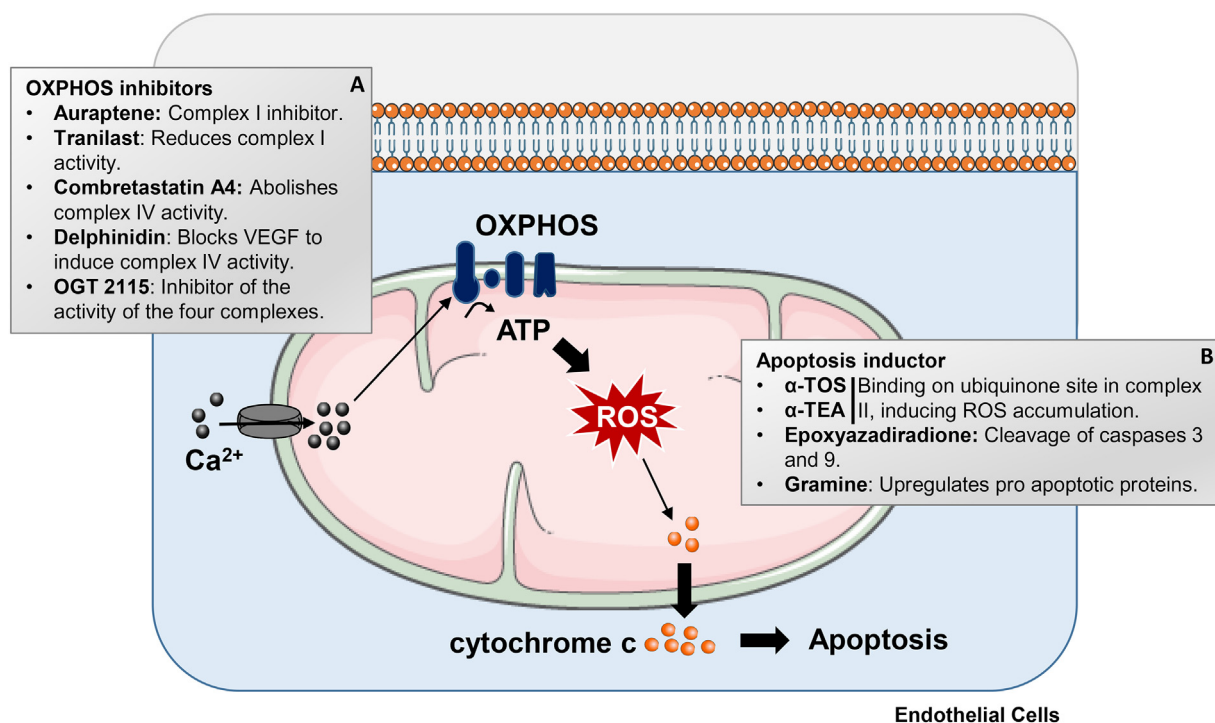 A
OXPHOS inhibitors
• Auraptene: Complex I inhibitor.
• Tranilast: Reduces complex I
activity.
• Combretastatin A4: Abolishes
complex IV activity.
• Delphinidin: Blocks VEGF to
induce complex IV activity.
• OGT 2115: Inhibitor of the
activity of the four complexes.
OXPHOS
ATP
ROS
Ca²⁺
B
Apoptosis inductor
• α-TOS Binding on ubiquinone site in complex
• α-TEA II, inducing ROS accumulation.
• Epoxyazadiradione: Cleavage of caspases 3
and 9.
• Gramine: Upregulates pro apoptotic proteins.
cytochrome c
Apoptosis
Endothelial Cells